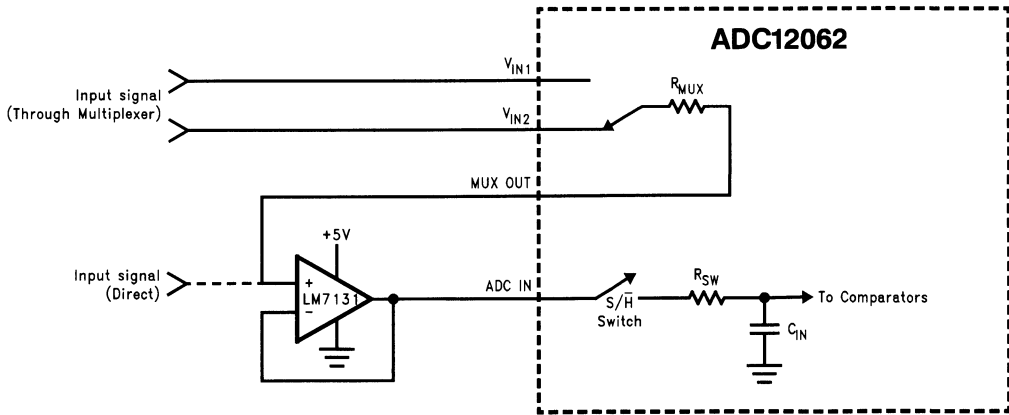 ADC12062
V_IN1
R_MUX
Input signal
(Through Multiplexer)
V_IN2
MUX OUT
+5V
Input signal
(Direct)
+
LM7131
−
ADC IN
S/H̅
Switch
R_SW
To Comparators
C_IN